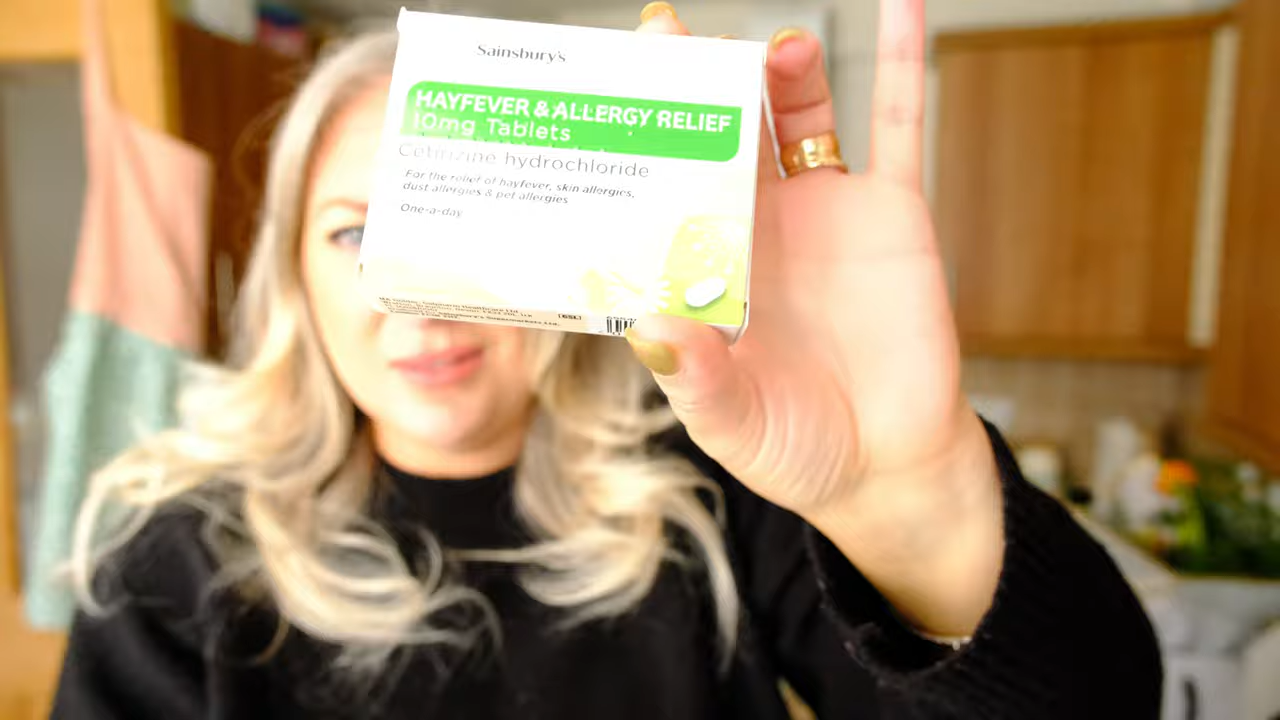 Sainsbury's
HAYFEVER & ALLERGY RELIEF
10mg Tablets
Cetirizine hydrochloride
For the relief of hayfever, skin allergies,
dust allergies & pet allergies
One-a-day
GSL